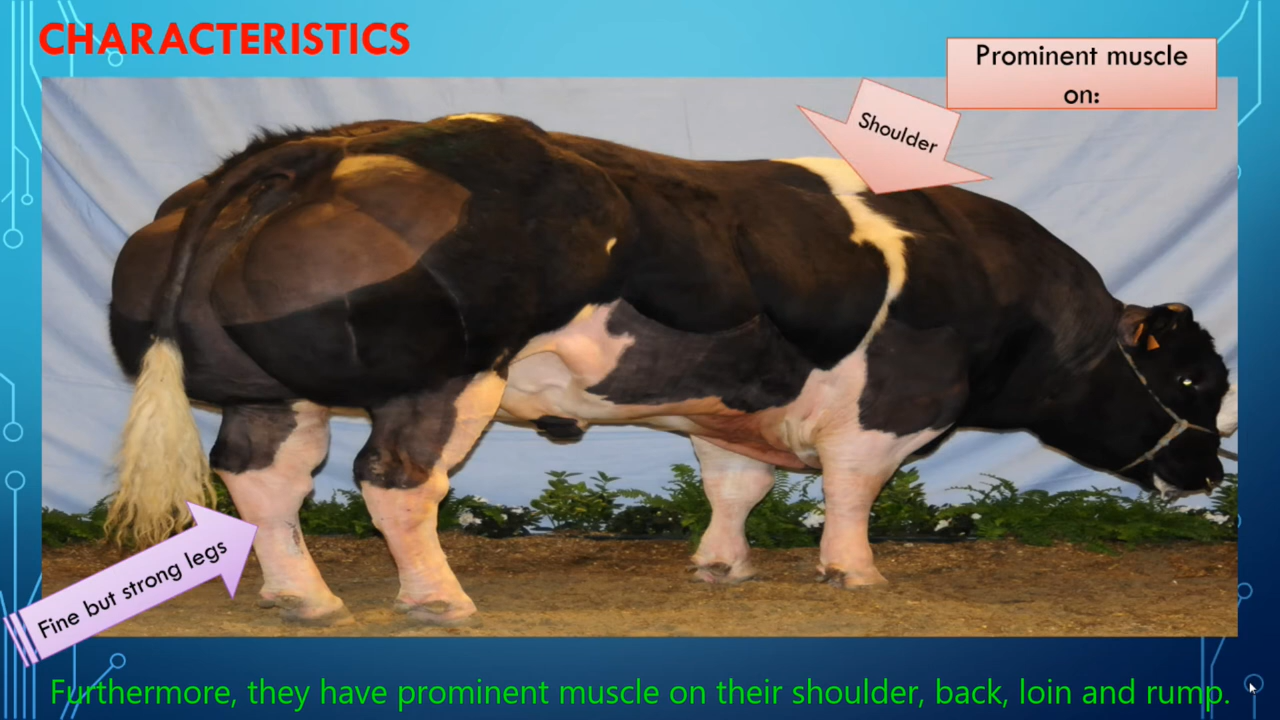 CHARACTERISTICS
Prominent muscle
on:
Shoulder
Fine but strong legs
Furthermore, they have prominent muscle on their shoulder, back, loin and rump.